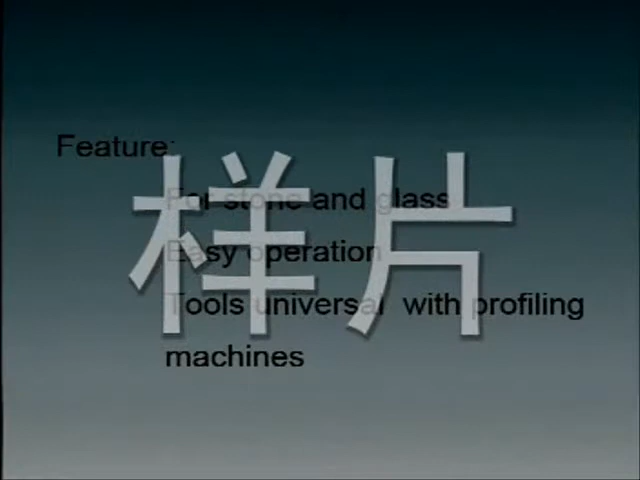 Feature:
For stone and glass
Easy operation
Tools universal with profiling
machines
样片